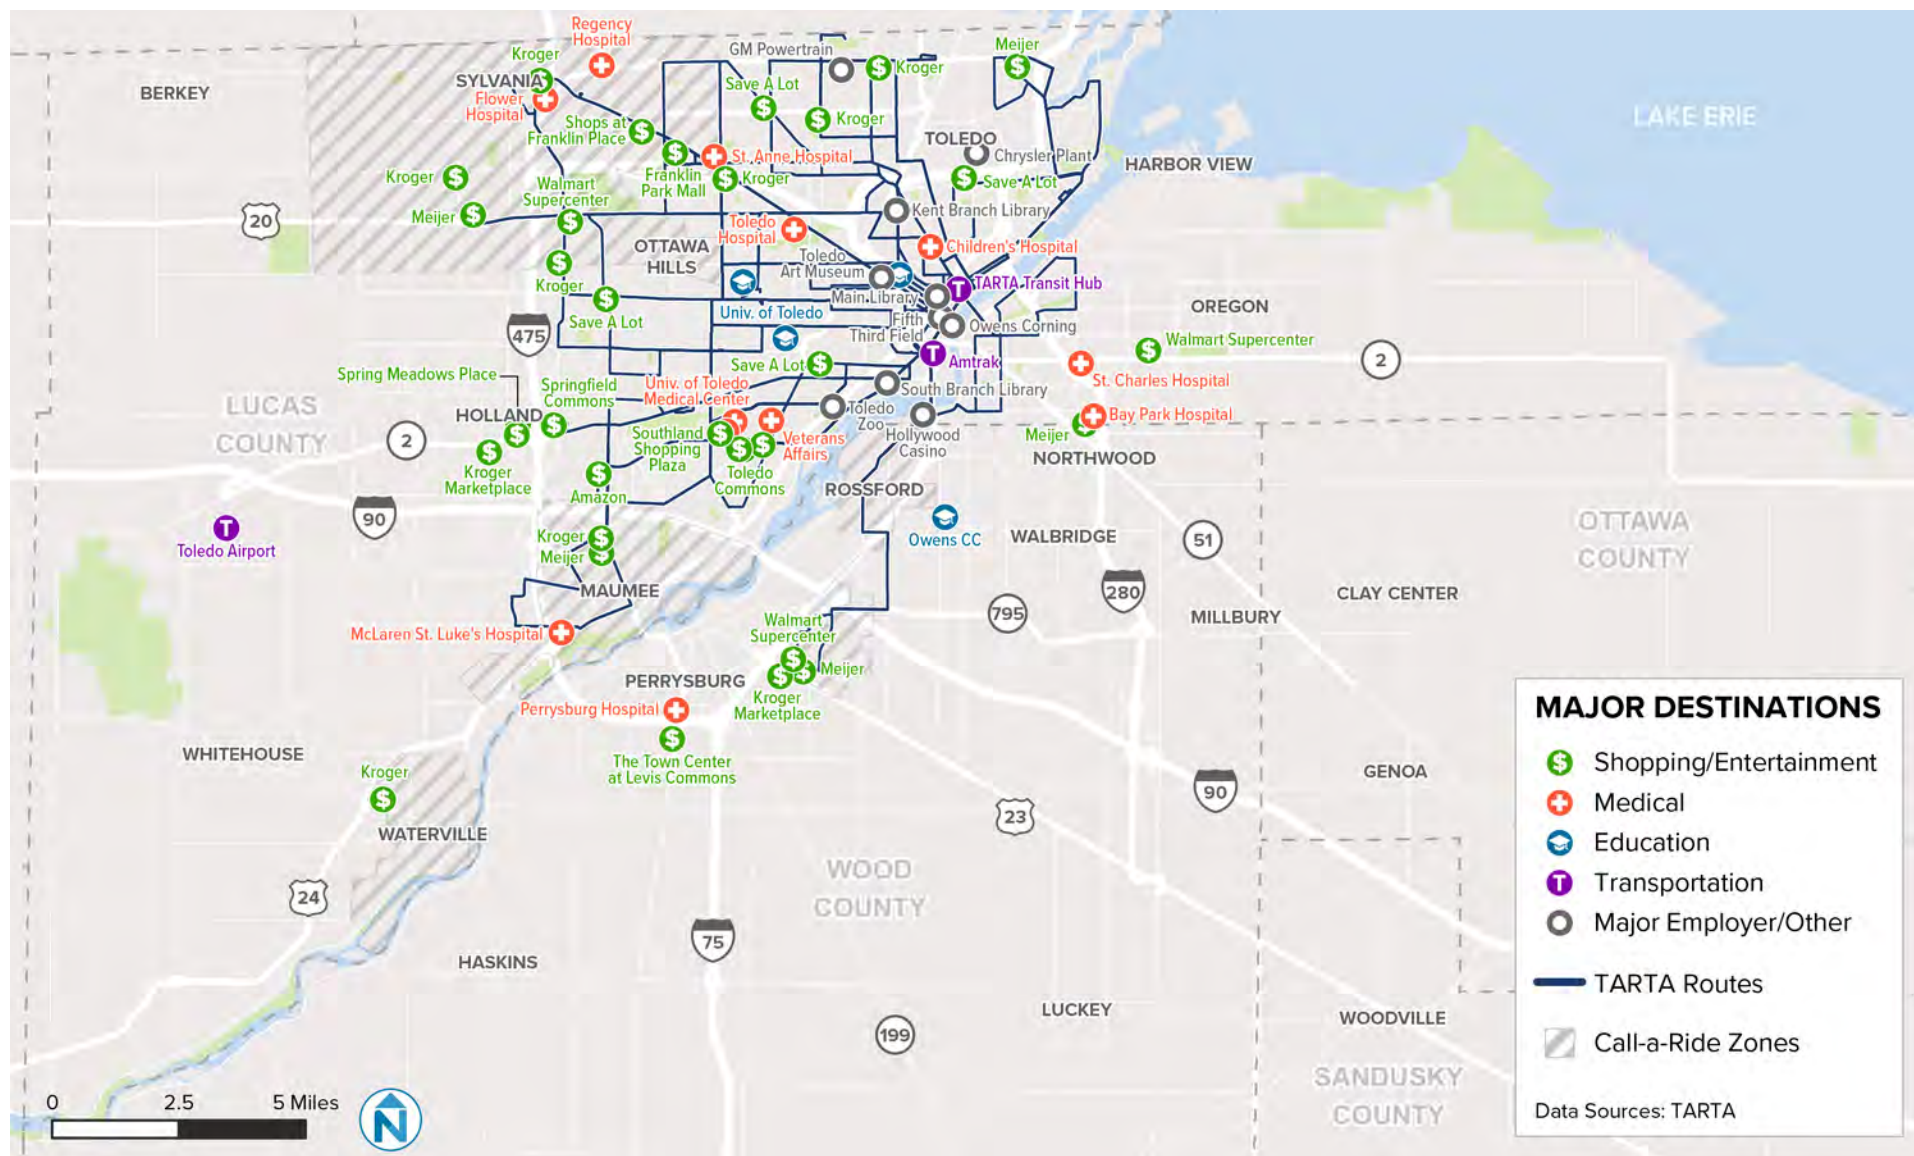 Regency
Hospital
Kroger
GM Powertrain
Meijer
Kroger
SYLVANIA
BERKEY
Save A Lot
Flower
Hospital
LAKE ERIE
Shops at
Franklin Place
Kroger
TOLEDO
St. Anne Hospital
Chrysler Plant
HARBOR VIEW
Kroger
Franklin
Park Mall
Kroger
Save A Lot
Walmart
Supercenter
20
Meijer
Kent Branch Library
Toledo
Hospital
OTTAWA
HILLS
Children's Hospital
Toledo
Art Museum
Kroger
TARTA Transit Hub
Main Library
OREGON
Save A Lot
Univ. of Toledo
Fifth
Third Field
Owens Corning
475
Walmart Supercenter
2
Amtrak
Save A Lot
Spring Meadows Place
Springfield
Commons
Univ. of Toledo
Medical Center
St. Charles Hospital
South Branch Library
LUCAS
COUNTY
HOLLAND
Toledo
Zoo
Bay Park Hospital
2
Southland
Shopping
Plaza
Veterans
Affairs
Hollywood
Casino
Meijer
NORTHWOOD
Kroger
Marketplace
Toledo
Commons
Amazon
ROSSFORD
90
Toledo Airport
Kroger
Meijer
Owens CC
WALBRIDGE
51
OTTAWA
COUNTY
MAUMEE
280
CLAY CENTER
795
MILLBURY
McLaren St. Luke's Hospital
Walmart
Supercenter
Meijer
PERRYSBURG
Kroger
Marketplace
Perrysburg Hospital
The Town Center
at Levis Commons
WHITEHOUSE
Kroger
WATERVILLE
GENOA
90
23
WOOD
COUNTY
24
75
HASKINS
LUCKEY
WOODVILLE
199
SANDUSKY
COUNTY
MAJOR DESTINATIONS
Shopping/Entertainment
Medical
Education
Transportation
Major Employer/Other
TARTA Routes
Call-a-Ride Zones
Data Sources: TARTA
0 2.5 5 Miles
N